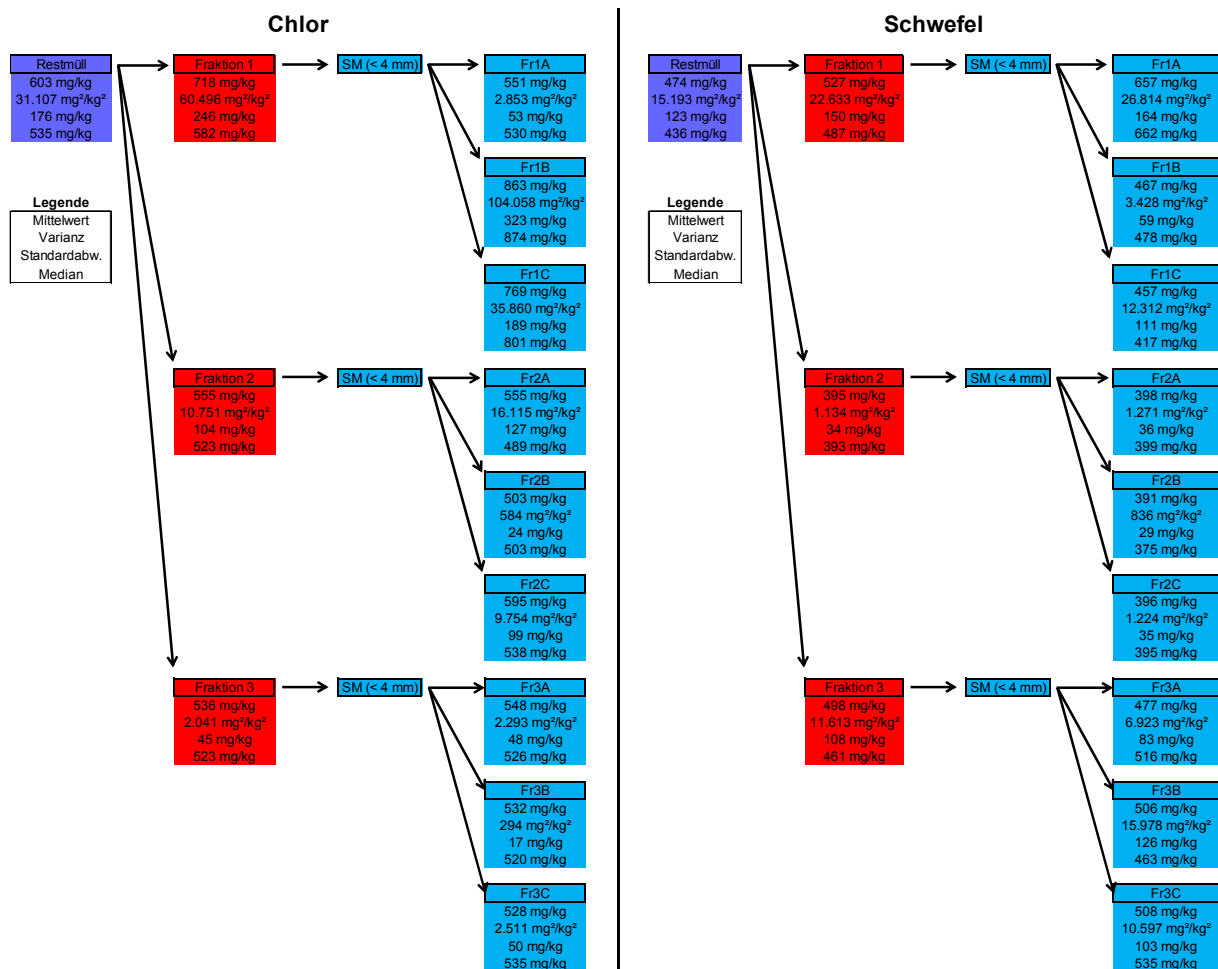 Chlor
Restmüll
603 mg/kg
31.107 mg²/kg²
176 mg/kg
535 mg/kg
Legende
Mittelwert
Varianz
Standardabw.
Median
Fraktion 1
718 mg/kg
60.496 mg²/kg²
246 mg/kg
582 mg/kg
SM (< 4 mm)
Fr1A
551 mg/kg
2.853 mg²/kg²
53 mg/kg
530 mg/kg
Fr1B
863 mg/kg
104.058 mg²/kg²
323 mg/kg
874 mg/kg
Fr1C
769 mg/kg
35.860 mg²/kg²
189 mg/kg
801 mg/kg
Fraktion 2
555 mg/kg
10.751 mg²/kg²
104 mg/kg
523 mg/kg
SM (< 4 mm)
Fr2A
555 mg/kg
16.115 mg²/kg²
127 mg/kg
489 mg/kg
Fr2B
503 mg/kg
584 mg²/kg²
24 mg/kg
503 mg/kg
Fr2C
595 mg/kg
9.754 mg²/kg²
99 mg/kg
538 mg/kg
Fraktion 3
536 mg/kg
2.041 mg²/kg²
45 mg/kg
523 mg/kg
SM (< 4 mm)
Fr3A
548 mg/kg
2.293 mg²/kg²
48 mg/kg
526 mg/kg
Fr3B
532 mg/kg
294 mg²/kg²
17 mg/kg
520 mg/kg
Fr3C
528 mg/kg
2.511 mg²/kg²
50 mg/kg
535 mg/kg
Schwefel
Restmüll
474 mg/kg
15.193 mg²/kg²
123 mg/kg
436 mg/kg
Legende
Mittelwert
Varianz
Standardabw.
Median
Fraktion 1
527 mg/kg
22.633 mg²/kg²
150 mg/kg
487 mg/kg
SM (< 4 mm)
Fr1A
657 mg/kg
26.814 mg²/kg²
164 mg/kg
662 mg/kg
Fr1B
467 mg/kg
3.428 mg²/kg²
59 mg/kg
478 mg/kg
Fr1C
457 mg/kg
12.312 mg²/kg²
111 mg/kg
417 mg/kg
Fraktion 2
395 mg/kg
1.134 mg²/kg²
34 mg/kg
393 mg/kg
SM (< 4 mm)
Fr2A
398 mg/kg
1.271 mg²/kg²
36 mg/kg
399 mg/kg
Fr2B
391 mg/kg
836 mg²/kg²
29 mg/kg
375 mg/kg
Fr2C
396 mg/kg
1.224 mg²/kg²
35 mg/kg
395 mg/kg
Fraktion 3
498 mg/kg
11.613 mg²/kg²
108 mg/kg
461 mg/kg
SM (< 4 mm)
Fr3A
477 mg/kg
6.923 mg²/kg²
83 mg/kg
516 mg/kg
Fr3B
506 mg/kg
15.978 mg²/kg²
126 mg/kg
463 mg/kg
Fr3C
508 mg/kg
10.597 mg²/kg²
103 mg/kg
535 mg/kg